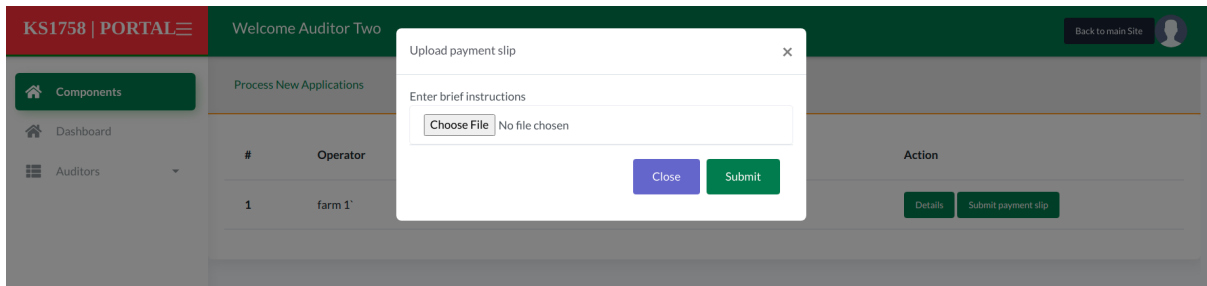 KS1758 | PORTAL
Welcome Auditor Two
Back to main Site
Upload payment slip
×
Components
Dashboard
Auditors
Process New Applications
Enter brief instructions
Choose File No file chosen
Close Submit
# Operator Action
1 farm 1` Details Submit payment slip